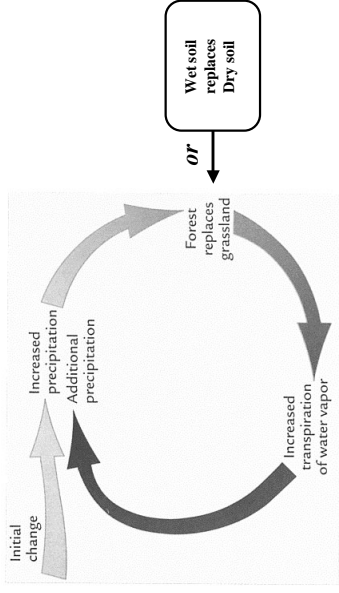 Initial
change
Increased
precipitation
Additional
precipitation
Forest
replaces
grassland
Increased
transpiration
of water vapor
or
Wet soil
replaces
Dry soil